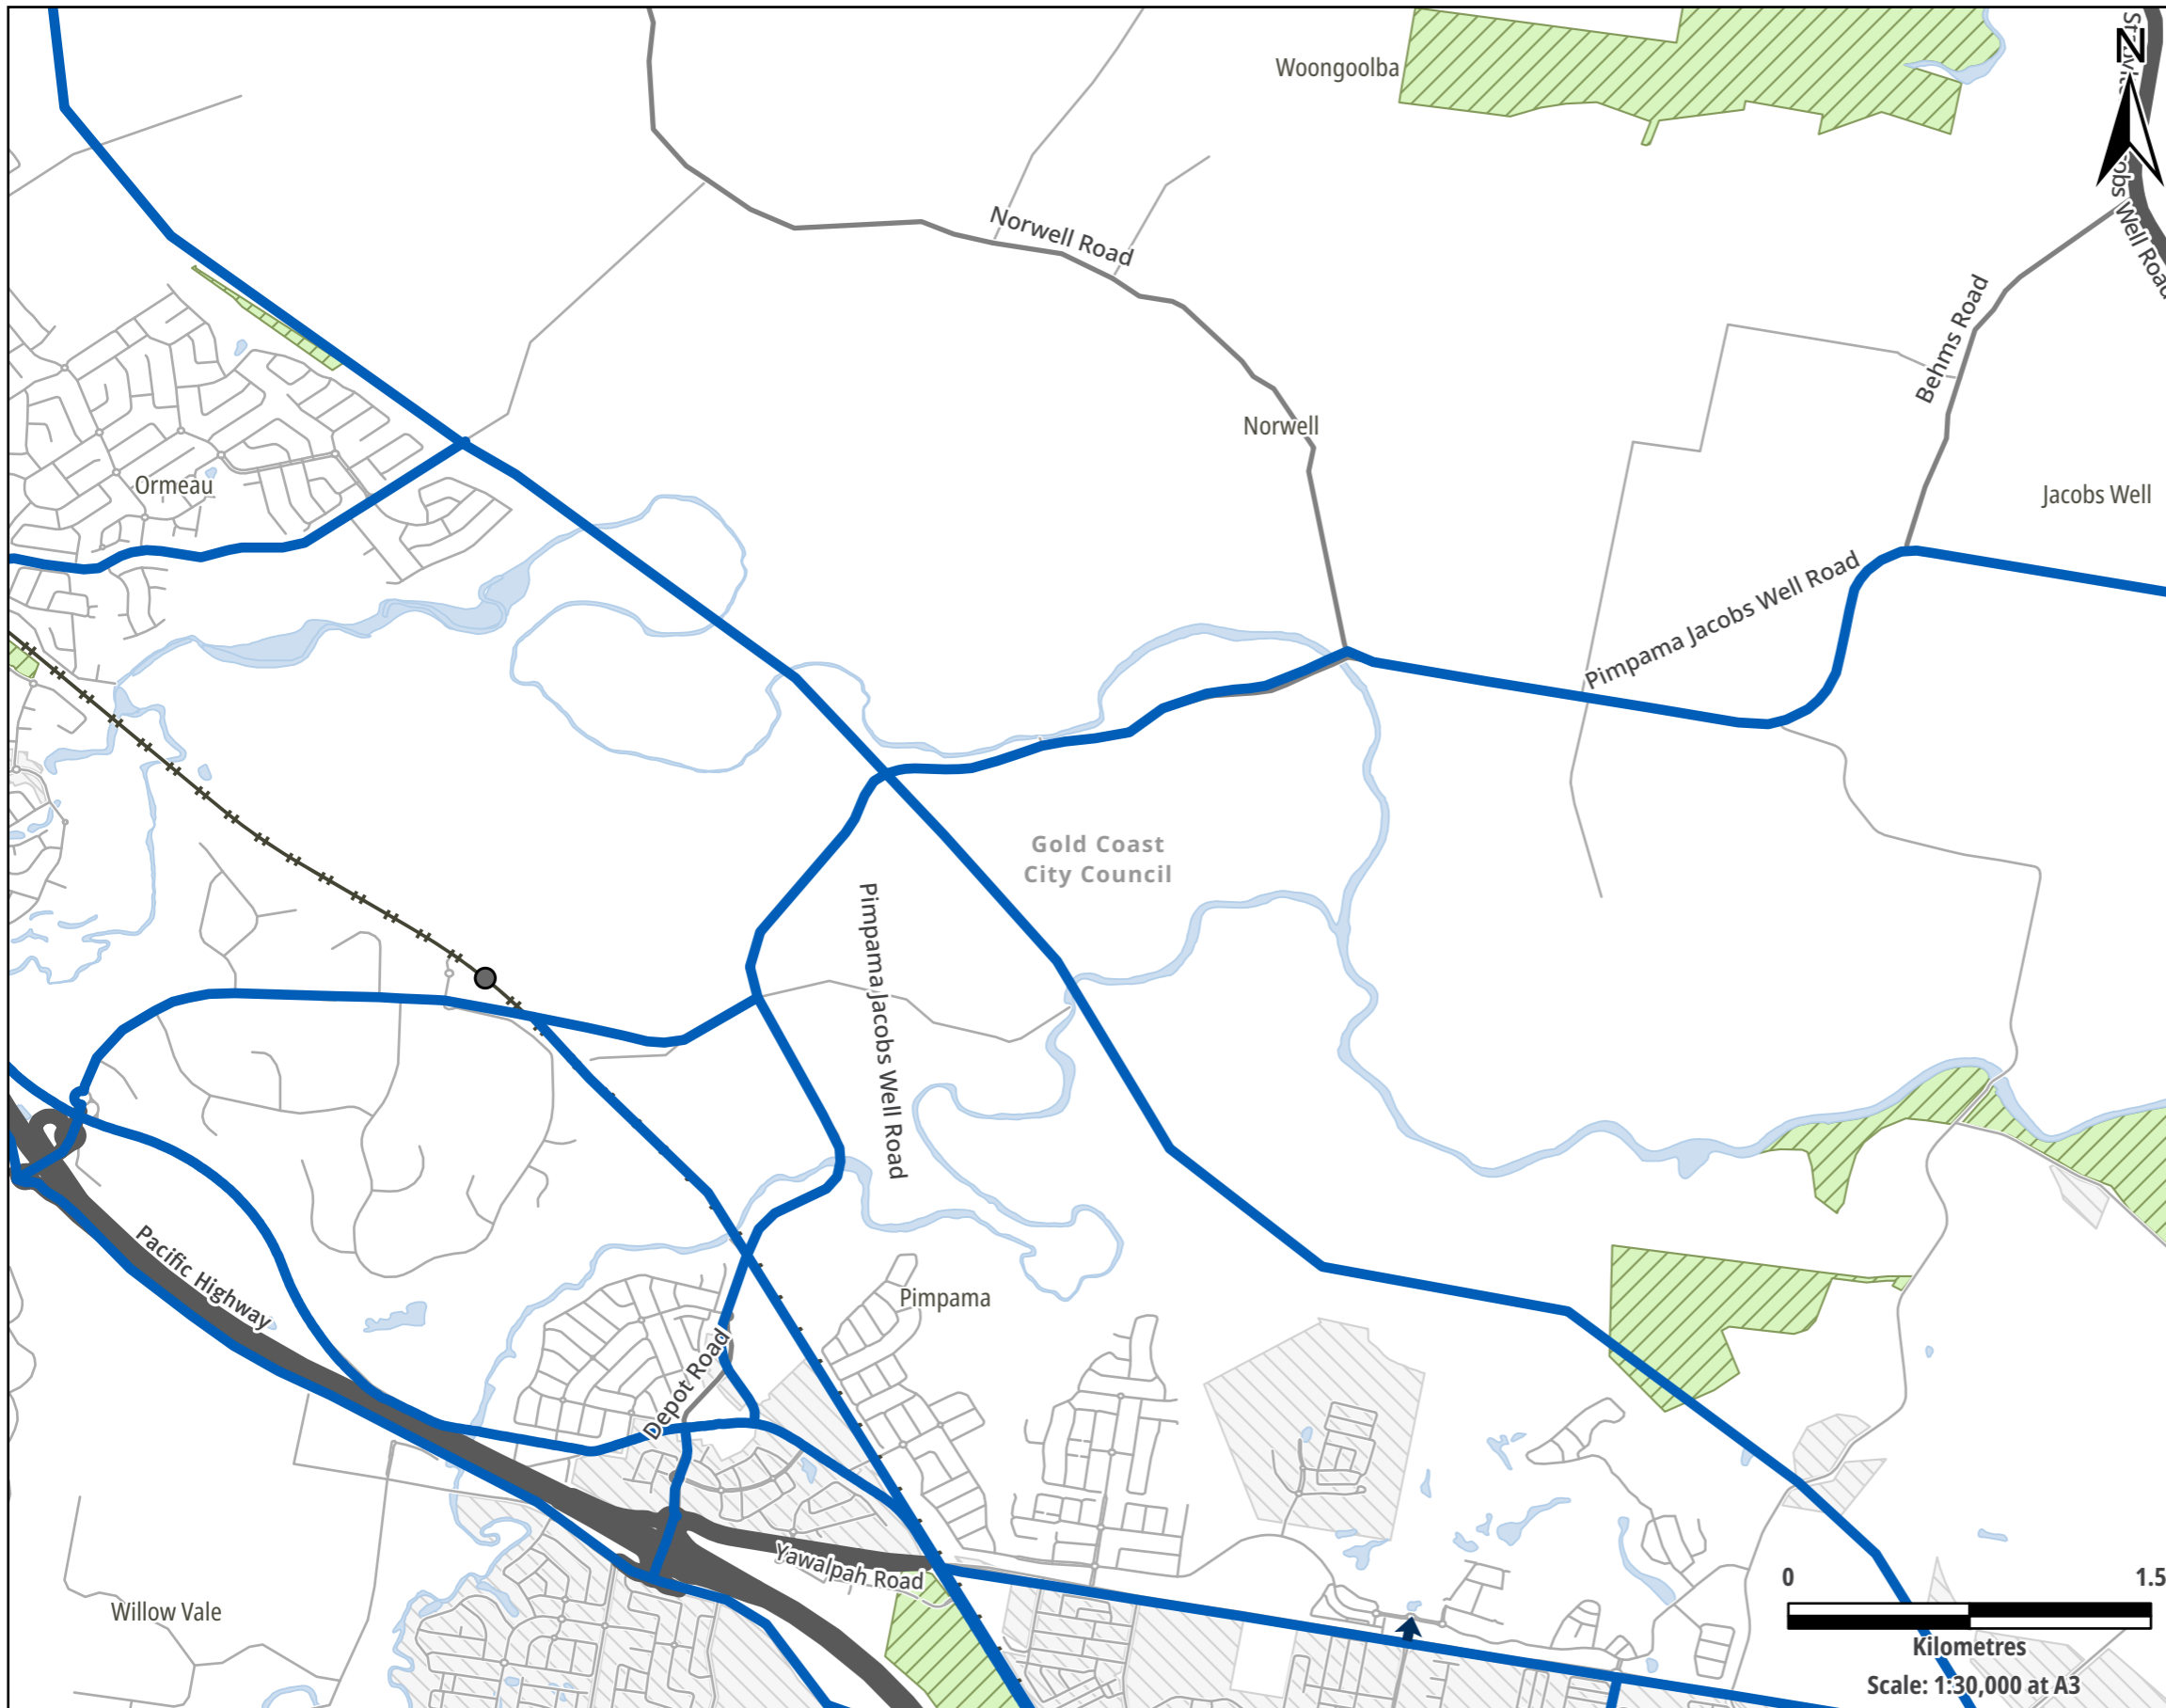 Woongoolba
N
Norwell Road
Well Road
Behms Road
Norwell
Ormeau
Jacobs Well
Pimpama Jacobs Well Road
Gold Coast
City Council
Pimpama Jacobs Well Road
Pacific Highway
Pimpama
Depot Road
Yawalpah Road
Willow Vale
0 1.5
Kilometres
Scale: 1:30,000 at A3